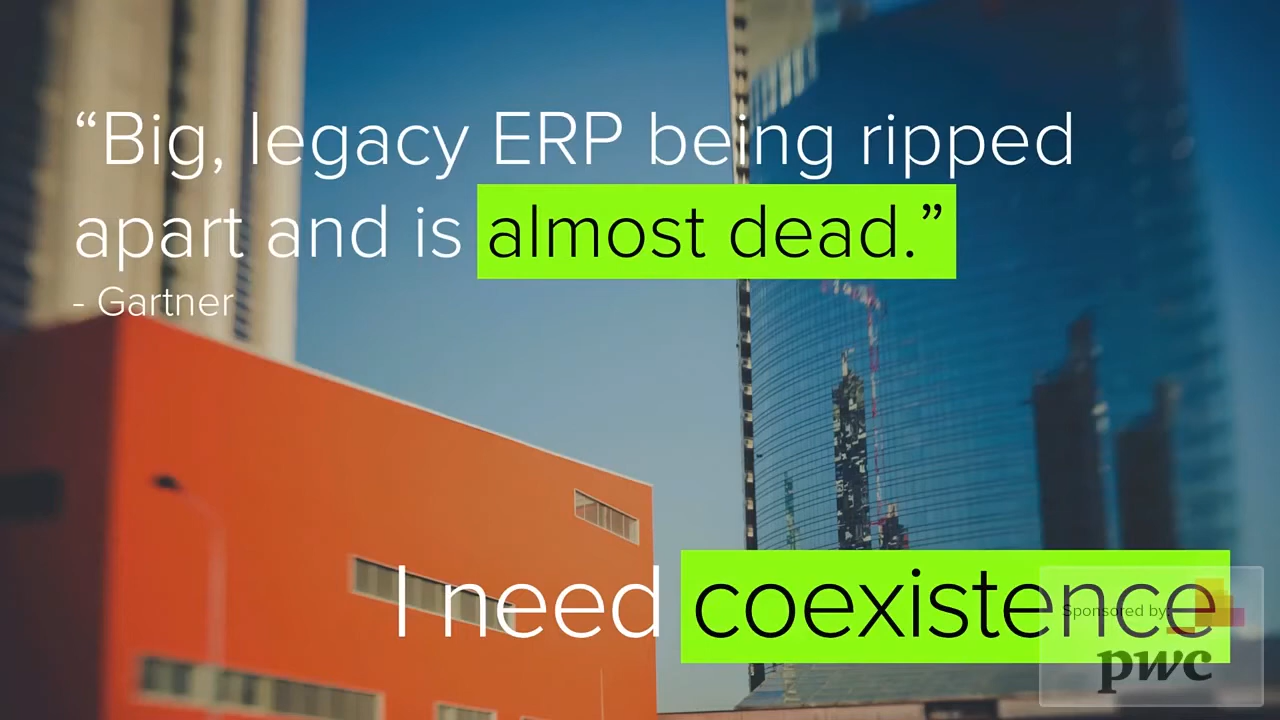 “Big, legacy ERP being ripped
apart and is almost dead.”
- Gartner
I need coexistence
Sponsored by:
pwc